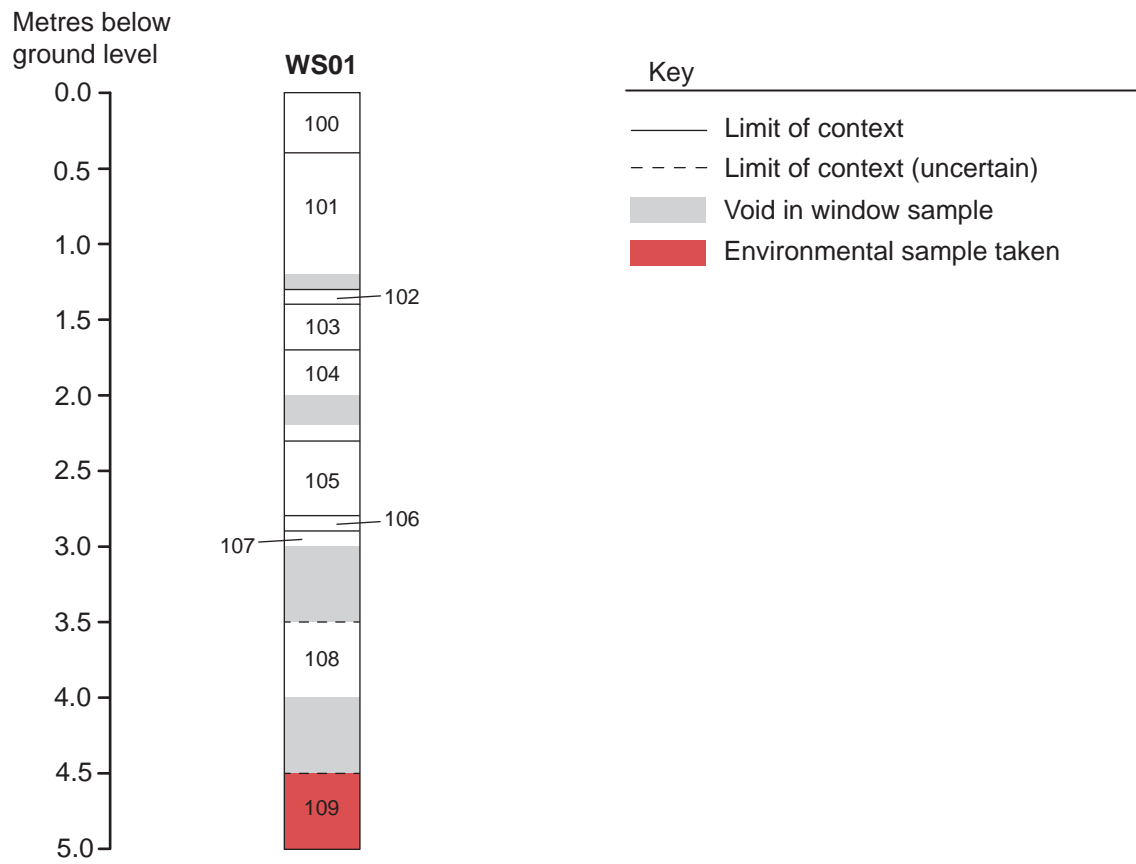 Metres below
ground level
WS01
0.0
0.5
1.0
1.5
2.0
2.5
3.0
3.5
4.0
4.5
5.0
100
101
102
103
104
105
106
107
108
109
Key
Limit of context
Limit of context (uncertain)
Void in window sample
Environmental sample taken